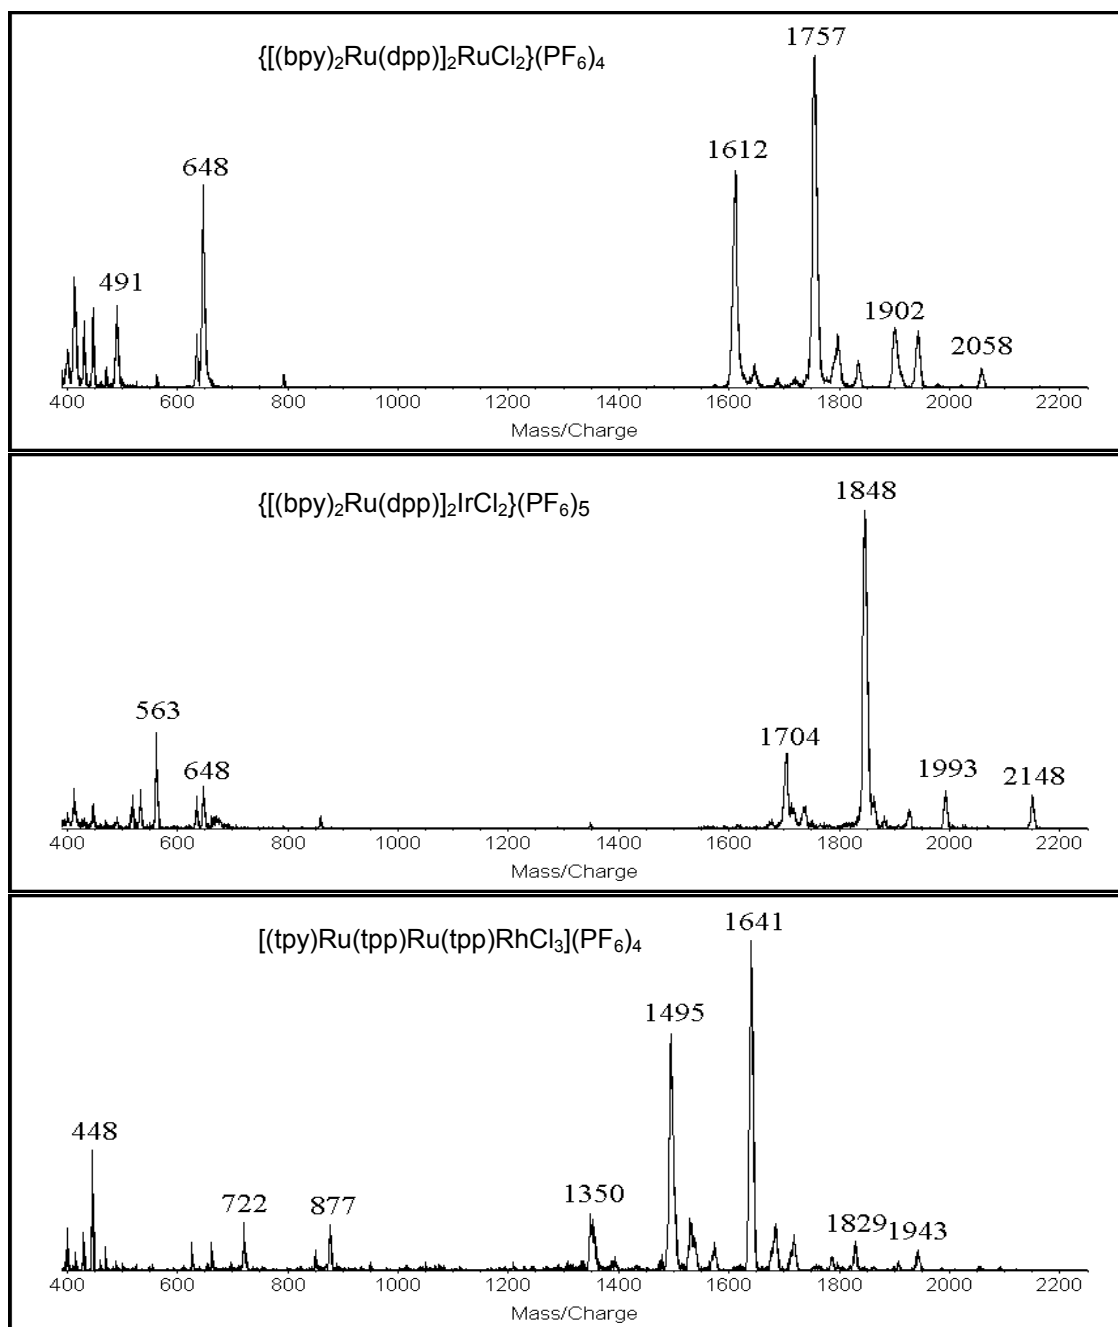 1757
{[(bpy)₂Ru(dpp)]₂RuCl₂}(PF₆)₄
1612
648
491
1902
2058
400 600 800 1000 1200 1400 1600 1800 2000 2200
Mass/Charge
1848
{[(bpy)₂Ru(dpp)]₂IrCl₂}(PF₆)₅
563
1704
648
1993
2148
400 600 800 1000 1200 1400 1600 1800 2000 2200
Mass/Charge
1641
[(tpy)Ru(tpp)Ru(tpp)RhCl₃](PF₆)₄
1495
448
722
877
1350
1829
1943
400 600 800 1000 1200 1400 1600 1800 2000 2200
Mass/Charge